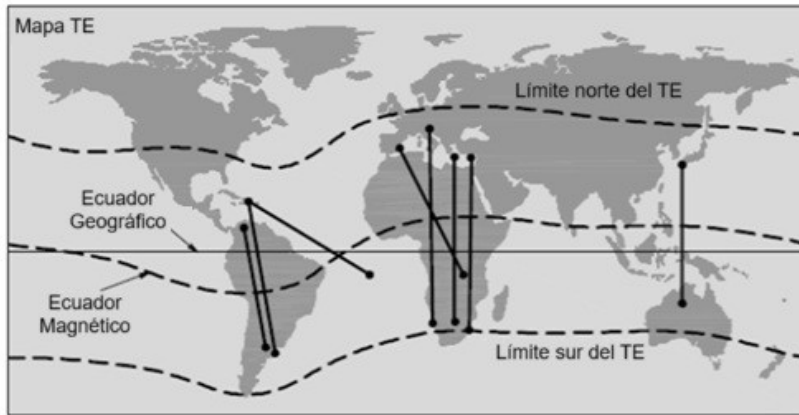 Mapa TE
Límite norte del TE
Ecuador
Geográfico
Ecuador
Magnético
Límite sur del TE